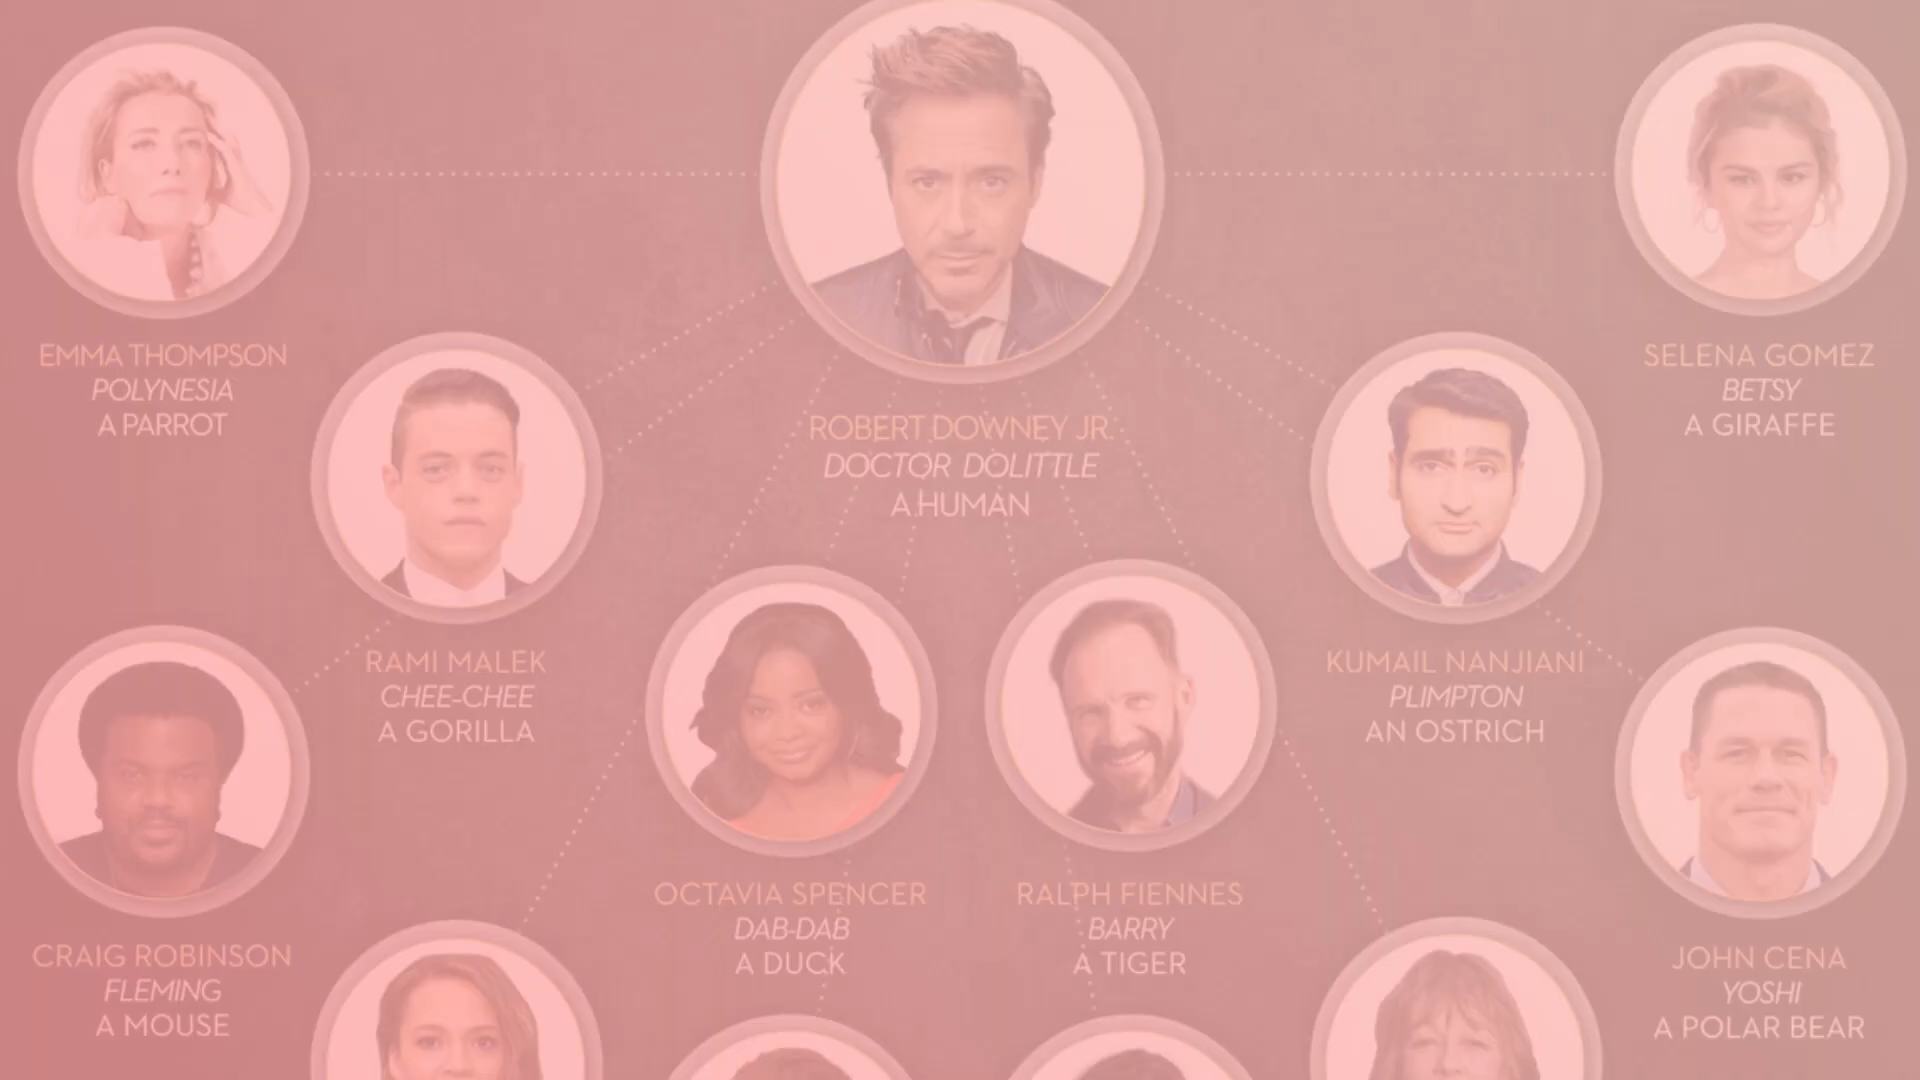 EMMA THOMPSON
POLYNESIA
A PARROT
ROBERT DOWNEY JR.
DOCTOR DOLITTLE
A HUMAN
SELENA GOMEZ
BETSY
A GIRAFFE
RAMI MALEK
CHEE-CHEE
A GORILLA
KUMAIL NANJIANI
PLIMPTON
AN OSTRICH
CRAIG ROBINSON
FLEMING
A MOUSE
OCTAVIA SPENCER
DAB-DAB
A DUCK
RALPH FIENNES
BARRY
A TIGER
JOHN CENA
YOSHI
A POLAR BEAR